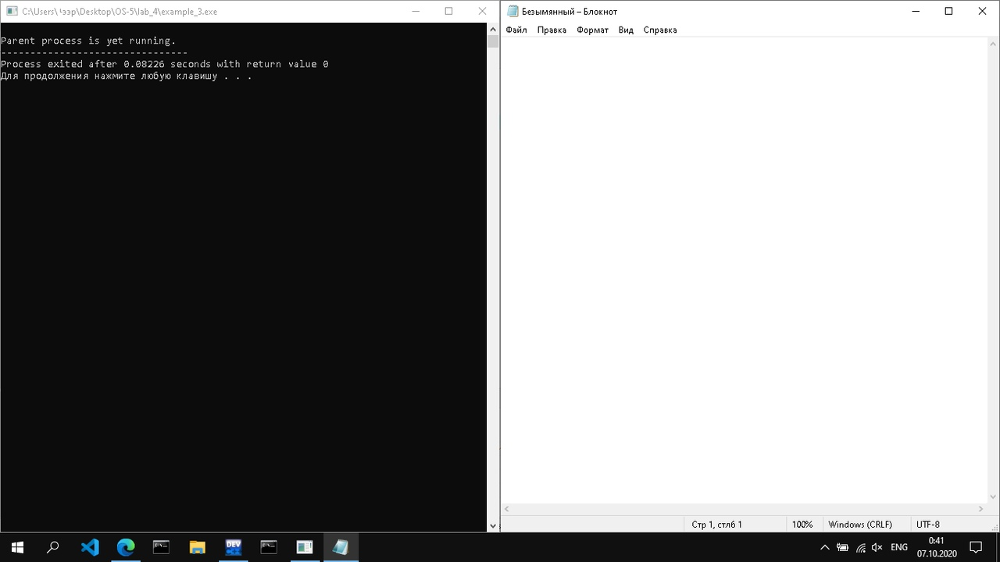 C:\Users\Чэзр\Desktop\OS-5\lab_4\example_3.exe
Parent process is yet running.
--------------------------------
Process exited after 0.08226 seconds with return value 0
Для продолжения нажмите любую клавишу . . .
Безымянный – Блокнот
Файл Правка Формат Вид Справка
Стр 1, стлб 1 100% Windows (CRLF) UTF-8
DEV
ENG
0:41
07.10.2020